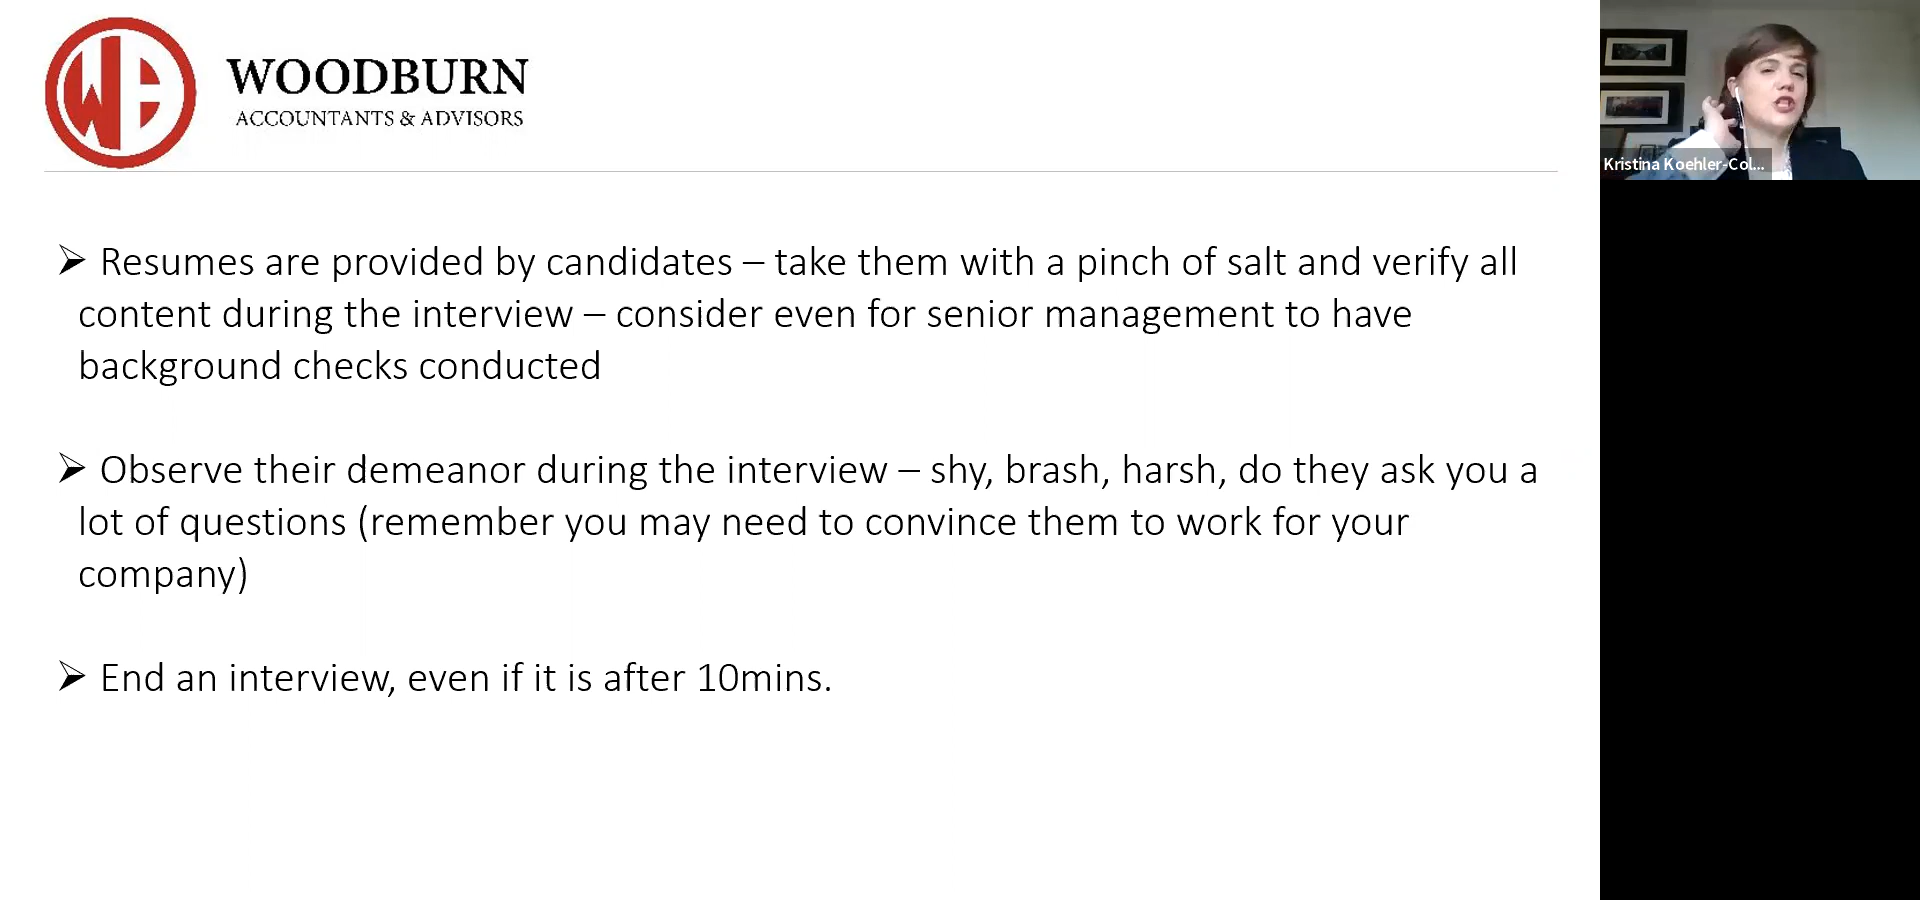 WOODBURN
ACCOUNTANTS & ADVISORS
Kristina Koehler-Col...
➢ Resumes are provided by candidates – take them with a pinch of salt and verify all
content during the interview – consider even for senior management to have
background checks conducted
➢ Observe their demeanor during the interview – shy, brash, harsh, do they ask you a
lot of questions (remember you may need to convince them to work for your
company)
➢ End an interview, even if it is after 10mins.